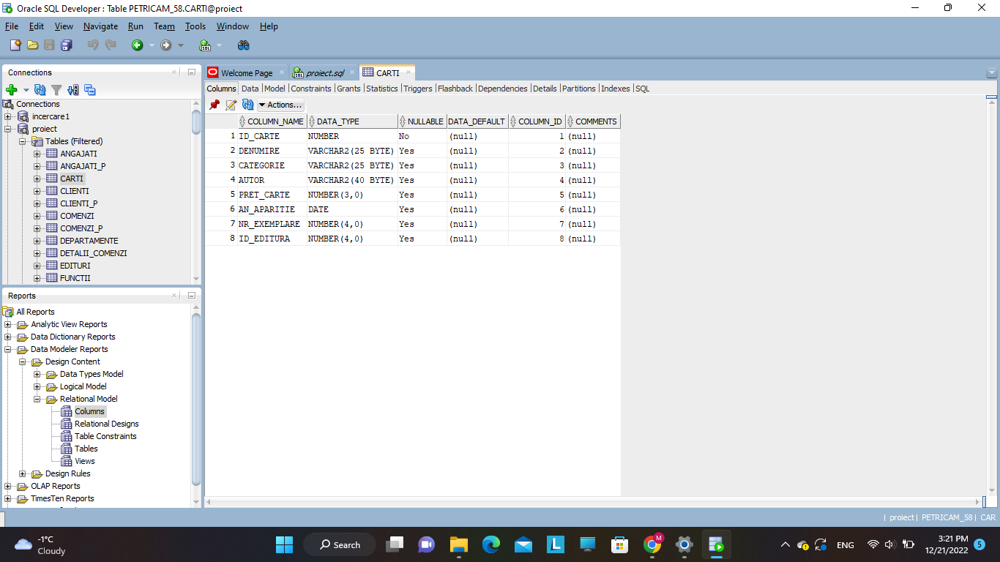 Oracle SQL Developer : Table PETRICAM_58.CARTI@proiect
File Edit View Navigate Run Team Tools Window Help
Connections
Welcome Page
proiect.sql
CARTI
Columns Data Model Constraints Grants Statistics Triggers Flashback Dependencies Details Partitions Indexes SQL
Actions...
Connections
incercare1
proiect
Tables (Filtered)
ANGAJATI
ANGAJATI_P
CARTI
CLIENTI
CLIENTI_P
COMENZI
COMENZI_P
DEPARTAMENTE
DETALII_COMENZI
EDITURI
FUNCTII
COLUMN_NAME DATA_TYPE NULLABLE DATA_DEFAULT COLUMN_ID COMMENTS
1 ID_CARTE NUMBER No (null) 1 (null)
2 DENUMIRE VARCHAR2(25 BYTE) Yes (null) 2 (null)
3 CATEGORIE VARCHAR2(25 BYTE) Yes (null) 3 (null)
4 AUTOR VARCHAR2(40 BYTE) Yes (null) 4 (null)
5 PRET_CARTE NUMBER(3,0) Yes (null) 5 (null)
6 AN_APARITIE DATE Yes (null) 6 (null)
7 NR_EXEMPLARE NUMBER(4,0) Yes (null) 7 (null)
8 ID_EDITURA NUMBER(4,0) Yes (null) 8 (null)
Reports
All Reports
Analytic View Reports
Data Dictionary Reports
Data Modeler Reports
Design Content
Data Types Model
Logical Model
Relational Model
Columns
Relational Designs
Table Constraints
Tables
Views
Design Rules
OLAP Reports
TimesTen Reports
| proiect | PETRICAM_58 | CAR
-1°C
Cloudy
Search
L
M
ENG
3:21 PM
12/21/2022
5